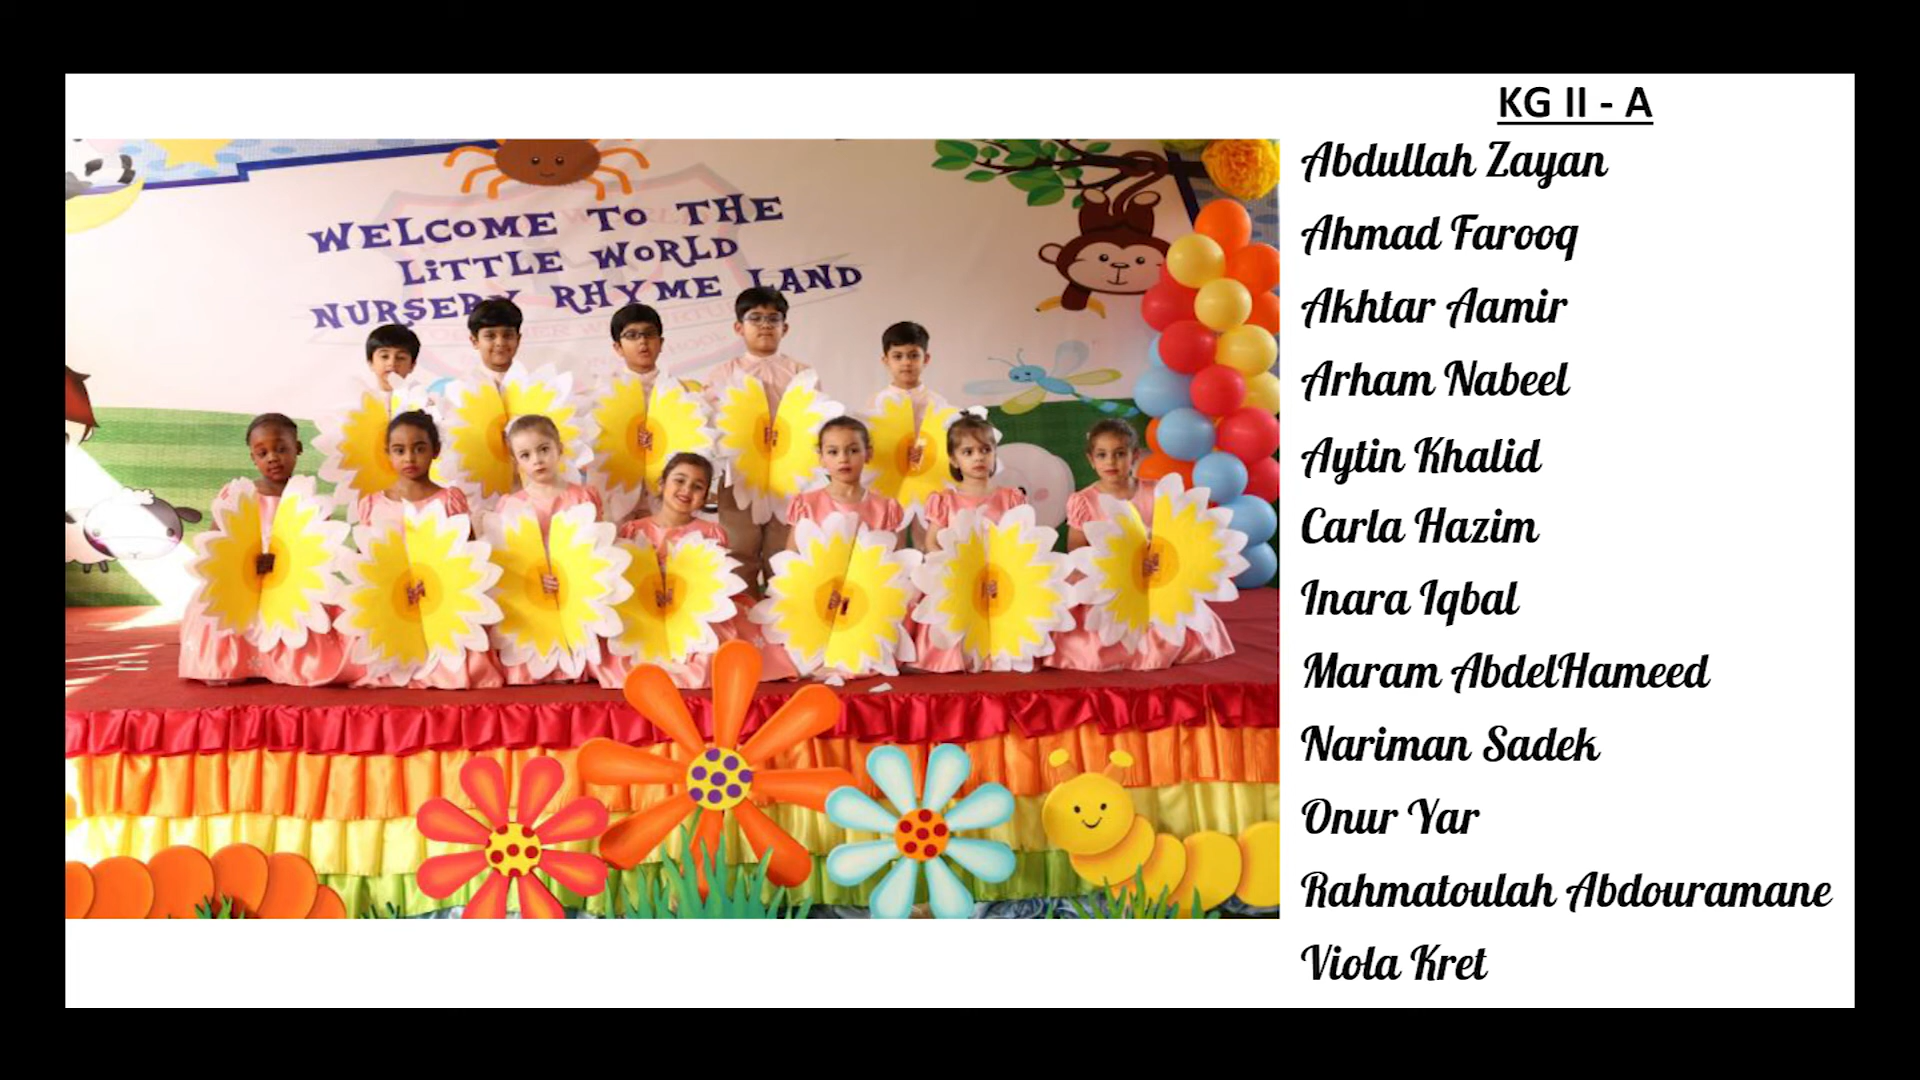 KG II - A
Abdullah Zayan
Ahmad Farooq
Akhtar Aamir
Arham Nabeel
Aytin Khalid
Carla Hazim
Inara Iqbal
Maram AbdelHameed
Nariman Sadek
Onur Yar
Rahmatoulah Abdouramane
Viola Kret
WELCOME TO THE
LiTTLE WORLD
NURSERY RHYME LAND